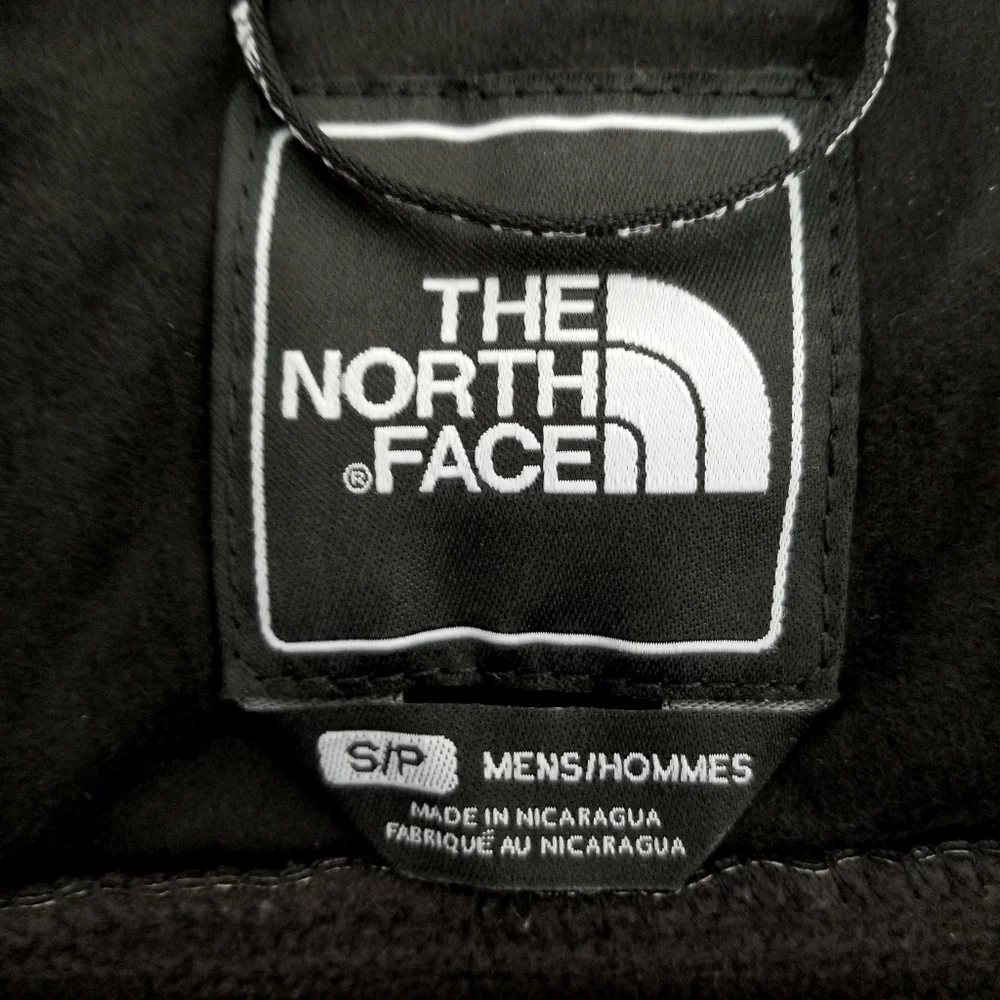 THE
NORTH
®FACE
S/P MENS/HOMMES
MADE IN NICARAGUA
FABRIQUÉ AU NICARAGUA